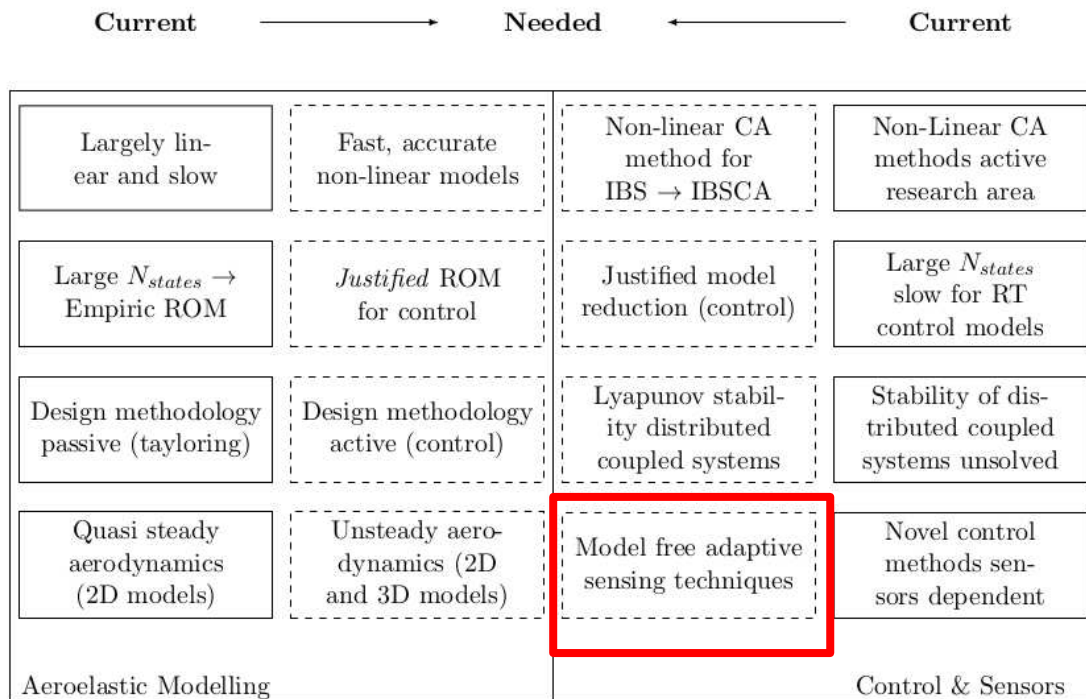 Current Needed Current
Largely lin-
ear and slow
Fast, accurate
non-linear models
Non-linear CA
method for
IBS → IBSCA
Non-Linear CA
methods active
research area
Large N_states →
Empiric ROM
Justified ROM
for control
Justified model
reduction (control)
Large N_states
slow for RT
control models
Design methodology
passive (tayloring)
Design methodology
active (control)
Lyapunov stabil-
ity distributed
coupled systems
Stability of dis-
tributed coupled
systems unsolved
Quasi steady
aerodynamics
(2D models)
Unsteady aero-
dynamics (2D
and 3D models)
Model free adaptive
sensing techniques
Novel control
methods sen-
sors dependent
Aeroelastic Modelling
Control & Sensors